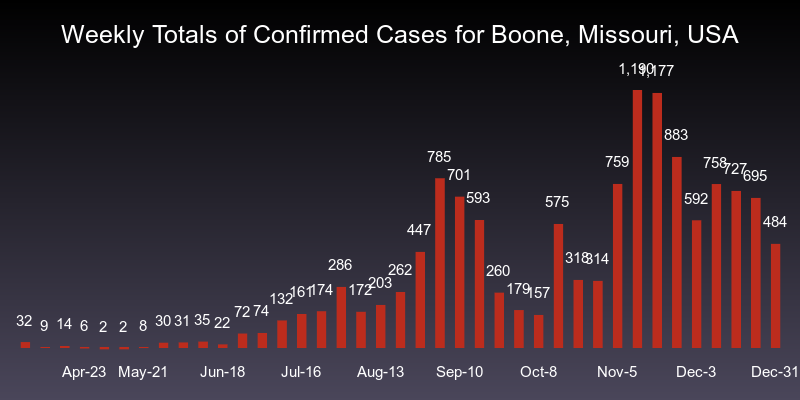 Weekly Totals of Confirmed Cases for Boone, Missouri, USA
32 9 14 6 2 2 8 30 31 35 22 72 74 132 161 174 286 172 203 262 447 785 701 593 260 179 157 575 318 314 759 1,190 1,177 883 592 758 727 695 484
Apr-23 May-21 Jun-18 Jul-16 Aug-13 Sep-10 Oct-8 Nov-5 Dec-3 Dec-31